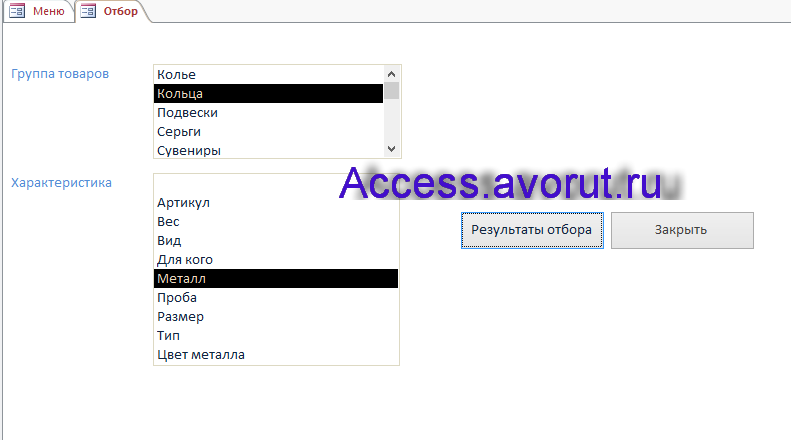 Меню Отбор
Группа товаров
Колье
Кольца
Подвески
Серьги
Сувениры
Характеристика
Access.avorut.ru
Артикул
Вес
Вид
Для кого
Металл
Проба
Размер
Тип
Цвет металла
Результаты отбора Закрыть